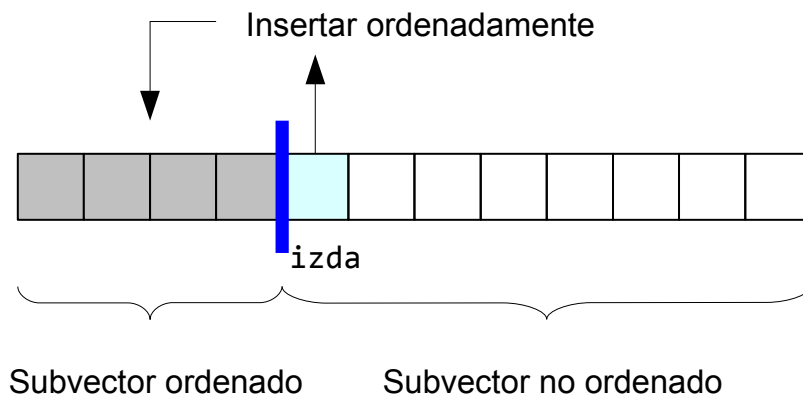 Insertar ordenadamente
izda
Subvector ordenado
Subvector no ordenado